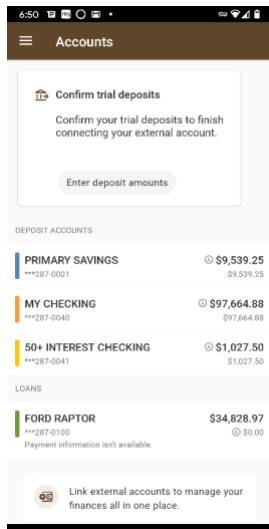 6:50
Accounts
Confirm trial deposits
Confirm your trial deposits to finish
connecting your external account.
Enter deposit amounts
DEPOSIT ACCOUNTS
PRIMARY SAVINGS $9,539.25
***287-0001 $9,539.25
MY CHECKING $97,664.88
***287-0040 $97,664.88
50+ INTEREST CHECKING $1,027.50
***287-0041 $1,027.50
LOANS
FORD RAPTOR $34,828.97
***287-0100 $0.00
Payment information isn't available.
Link external accounts to manage your
finances all in one place.